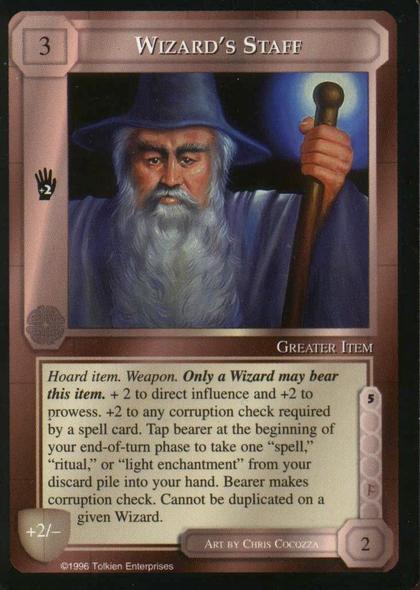 3
WIZARD'S STAFF
+2
GREATER ITEM
Hoard item. Weapon. Only a Wizard may bear
this item. + 2 to direct influence and +2 to
prowess. +2 to any corruption check required
by a spell card. Tap bearer at the beginning of
your end-of-turn phase to take one “spell,”
“ritual,” or “light enchantment” from your
discard pile into your hand. Bearer makes
corruption check. Cannot be duplicated on a
given Wizard.
5
F
+2/–
ART BY CHRIS COCOZZA
2
©1996 Tolkien Enterprises